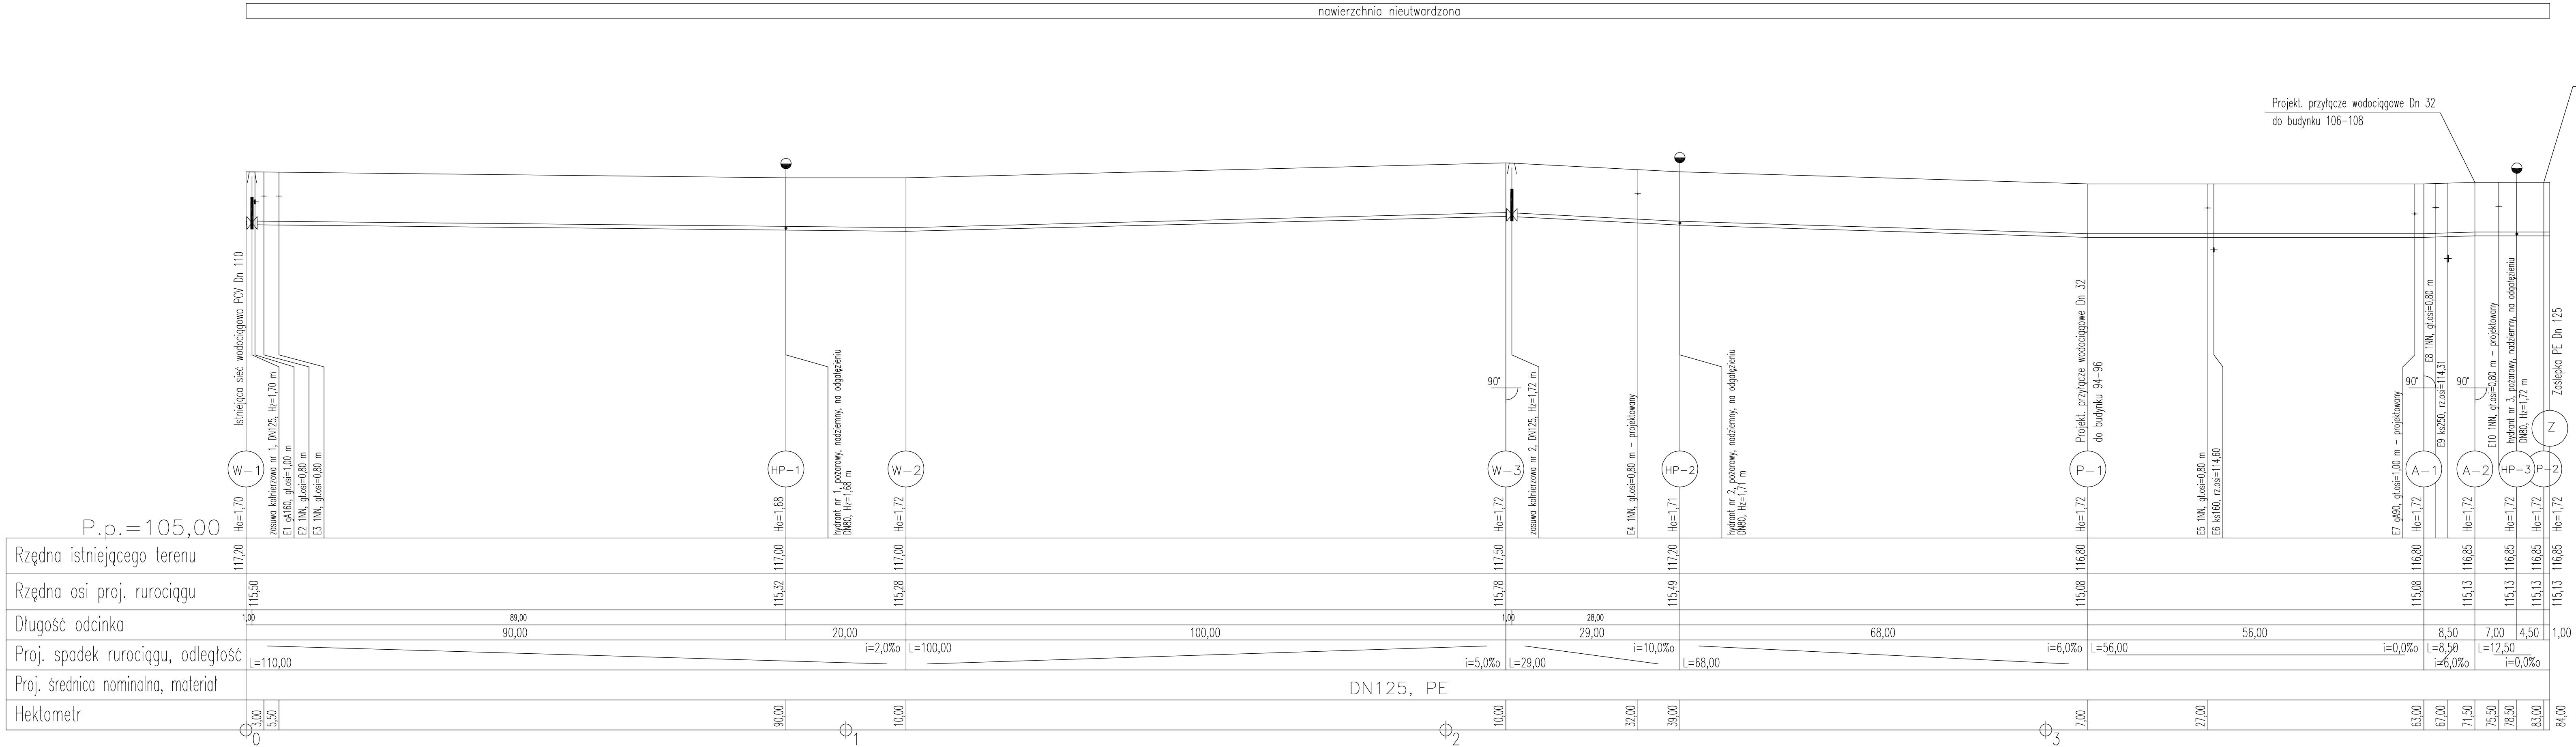 nawierzchnia nieutwardzona
Projekt. przyłącze wodociągowe Dn 32
do budynku 106-108
Istniejąca sieć wodociągowa PCV Dn 110
zasuwa kołnierzowa nr 1, DN125, Hz=1,70 m
E1 gA160, gł.osi=1,00 m
E2 1NN, gł.osi=0,80 m
E3 1NN, gł.osi=0,80 m
hydrant nr 1, pożarowy, nadziemny, na odgałęzieniu
DN80, Hz=1,68 m
90°
zasuwa kołnierzowa nr 2, DN125, Hz=1,72 m
E4 1NN, gł.osi=0,80 m - projektowany
hydrant nr 2, pożarowy, nadziemny, na odgałęzieniu
DN80, Hz=1,71 m
Projekt. przyłącze wodociągowe Dn 32
do budynku 94-96
E5 1NN, gł.osi=0,80 m
E6 ks160, rz.osi=114,60
E7 gA90, gł.osi=1,00 m - projektowany
90°
E8 1NN, gł.osi=0,80 m
E9 ks250, rz.osi=114,31
90°
E10 1NN, gł.osi=0,80 m - projektowany
hydrant nr 3, pożarowy, nadziemny, na odgałęzieniu
DN80, Hz=1,72 m
Zaślepka PE Dn 125
W-1 HP-1 W-2 W-3 HP-2 P-1 A-1 A-2 HP-3 P-2 Z
Ho=1,70 Ho=1,68 Ho=1,72 Ho=1,72 Ho=1,71 Ho=1,72 Ho=1,72 Ho=1,72 Ho=1,72 Ho=1,72 Ho=1,72
P.p.=105,00
Rzędna istniejącego terenu 117,20 117,00 117,00 117,50 117,20 116,80 116,80 116,85 116,85 116,85 116,85
Rzędna osi proj. rurociągu 115,50 115,32 115,28 115,78 115,49 115,08 115,08 115,13 115,13 115,13 115,13
Długość odcinka
1,00 89,00 1,00 28,00
90,00 20,00 100,00 29,00 68,00 56,00 8,50 7,00 4,50 1,00
Proj. spadek rurociągu, odległość
i=2,0‰ L=100,00 i=10,0‰ i=6,0‰ L=56,00 i=0,0‰ L=8,50 L=12,50
L=110,00 i=5,0‰ L=29,00 L=68,00 i=6,0‰ i=0,0‰
Proj. średnica nominalna, materiał
DN125, PE
Hektometr 3,00 5,50 90,00 10,00 10,00 32,00 39,00 7,00 27,00 63,00 67,00 71,50 75,50 78,50 83,00 84,00
0 1 2 3